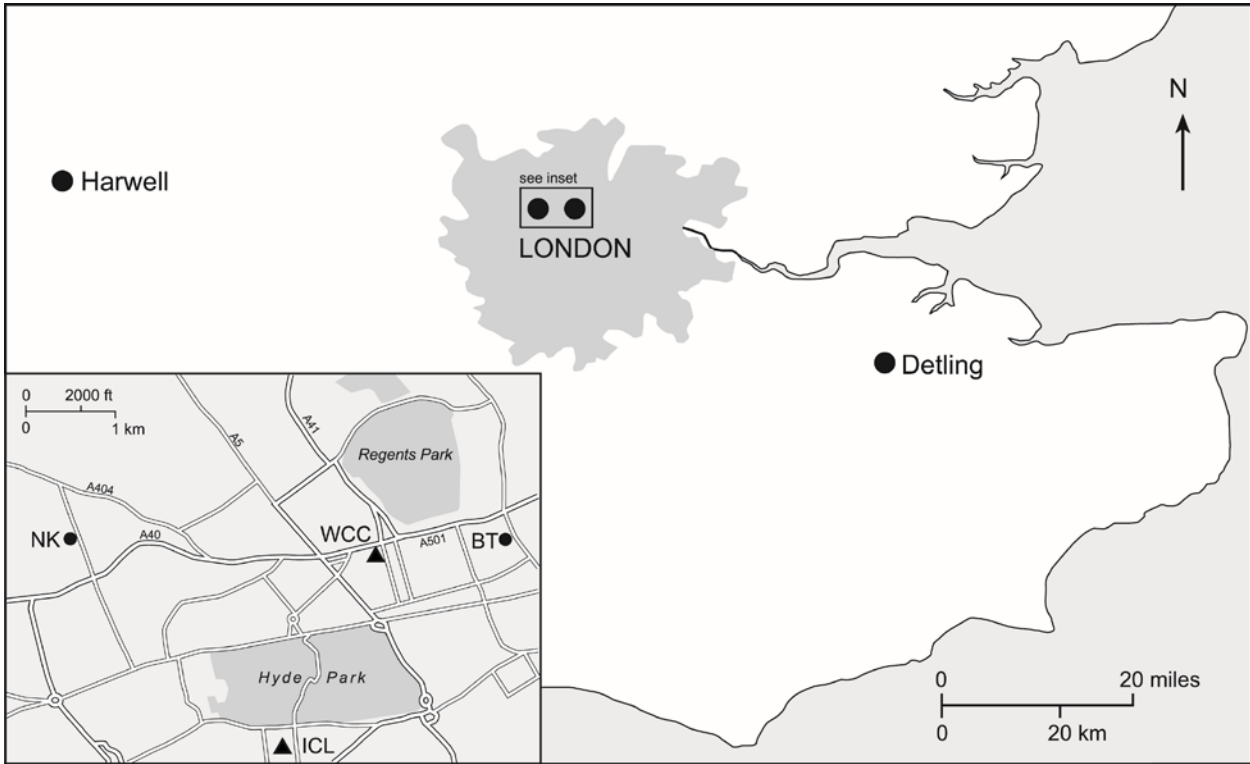 N
Harwell
see inset
LONDON
Detling
0 2000 ft
0 1 km
A5
A41
Regents Park
A404
NK
A40
WCC
A501
BT
Hyde Park
ICL
0 20 miles
0 20 km